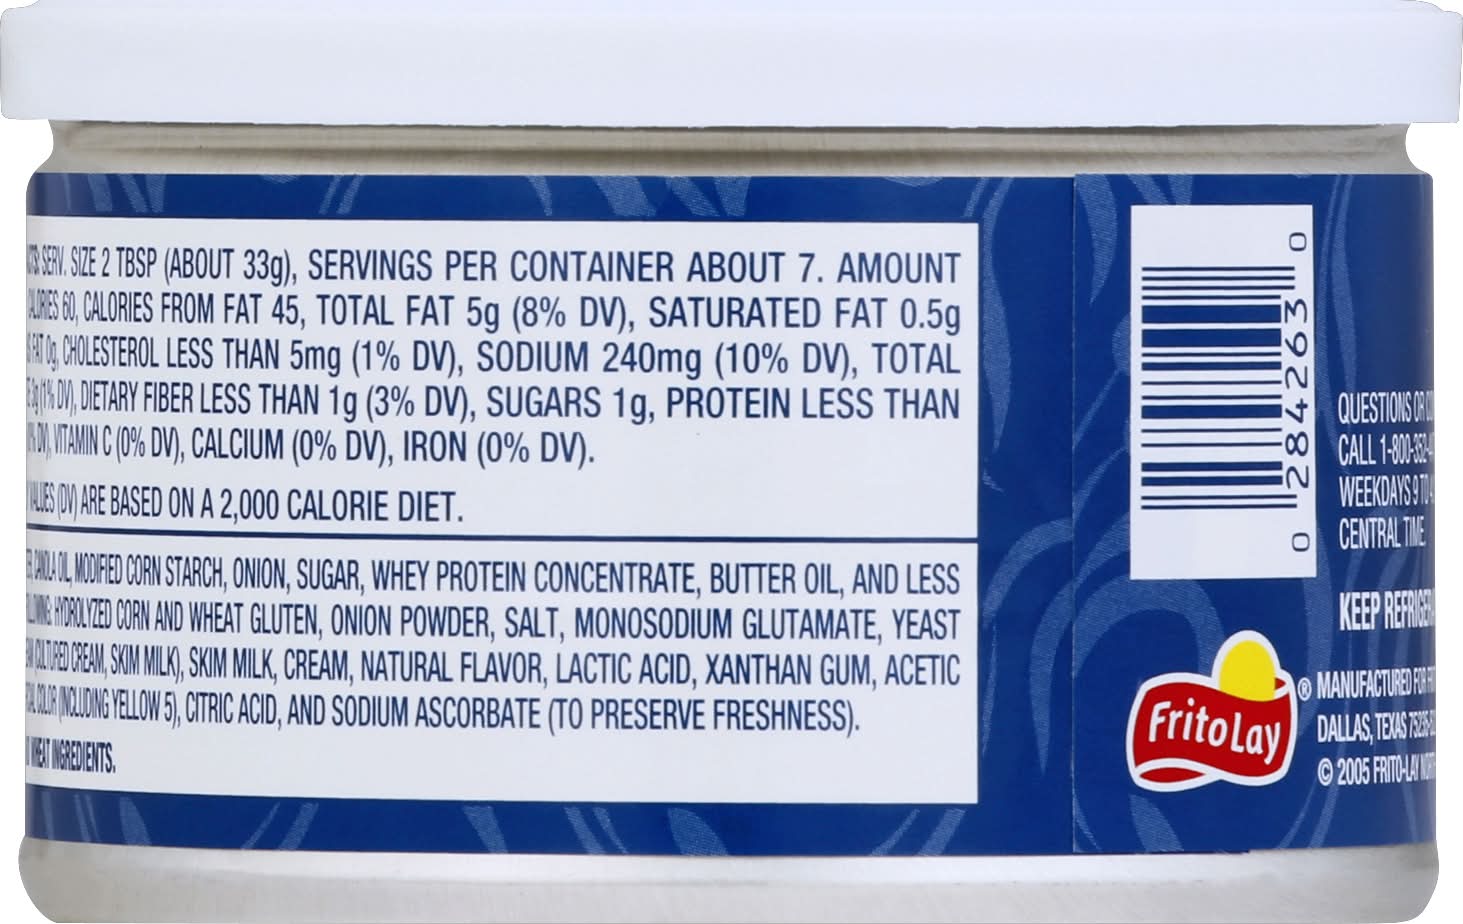 SERV. SIZE 2 TBSP (ABOUT 33g), SERVINGS PER CONTAINER ABOUT 7. AMOUNT
CALORIES 60, CALORIES FROM FAT 45, TOTAL FAT 5g (8% DV), SATURATED FAT 0.5g
FAT 0g, CHOLESTEROL LESS THAN 5mg (1% DV), SODIUM 240mg (10% DV), TOTAL
3g (1% DV), DIETARY FIBER LESS THAN 1g (3% DV), SUGARS 1g, PROTEIN LESS THAN
DV), VITAMIN C (0% DV), CALCIUM (0% DV), IRON (0% DV).
VALUES (DV) ARE BASED ON A 2,000 CALORIE DIET.
CANOLA OIL, MODIFIED CORN STARCH, ONION, SUGAR, WHEY PROTEIN CONCENTRATE, BUTTER OIL, AND LESS
HYDROLYZED CORN AND WHEAT GLUTEN, ONION POWDER, SALT, MONOSODIUM GLUTAMATE, YEAST
(CULTURED CREAM, SKIM MILK), SKIM MILK, CREAM, NATURAL FLAVOR, LACTIC ACID, XANTHAN GUM, ACETIC
COLOR (INCLUDING YELLOW 5), CITRIC ACID, AND SODIUM ASCORBATE (TO PRESERVE FRESHNESS).
WHEAT INGREDIENTS.
0 28442630 0
QUESTIONS OR
CALL 1-800-352-
WEEKDAYS 9 TO
CENTRAL TIME.
KEEP
FritoLay ®
MANUFACTURED FOR
DALLAS, TEXAS
© 2005 FRITO-LAY